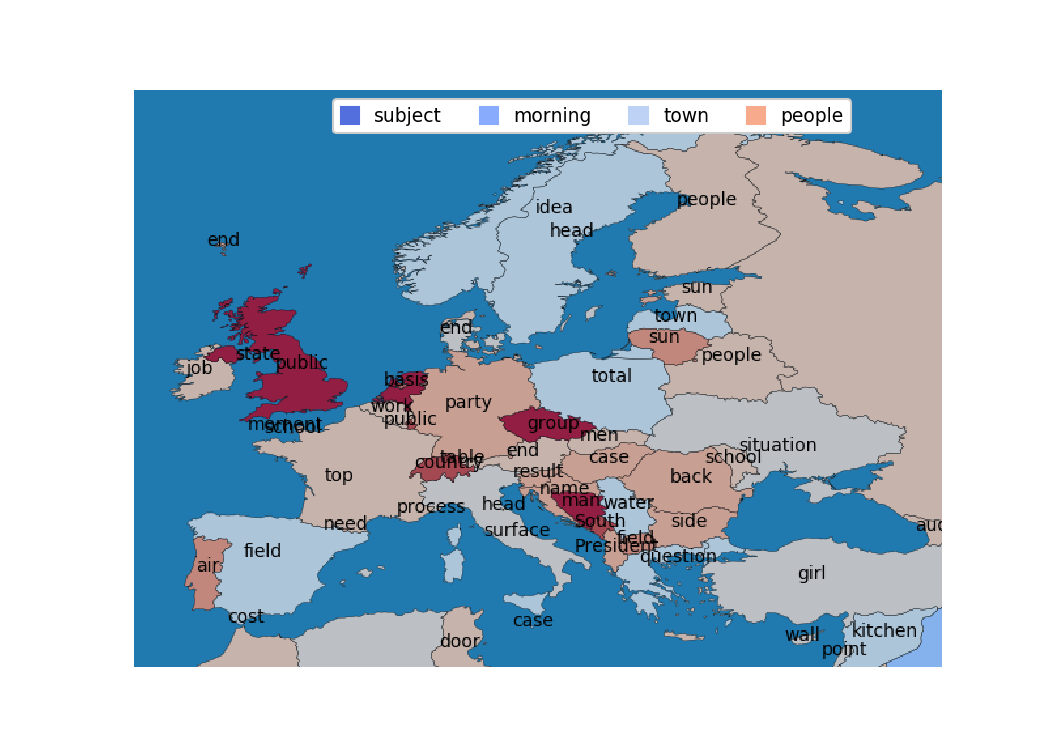 subject morning town people
idea
people
head
end
sun
town
end
sun
state
public
people
job
total
basis
party
work
public
moment
school
group
men
situation
end
table
country
case
school
top
result
back
name
process
head
man
water
need
surface
South
side
field
President
aud
field
question
air
girl
cost
case
wall
kitchen
door
point